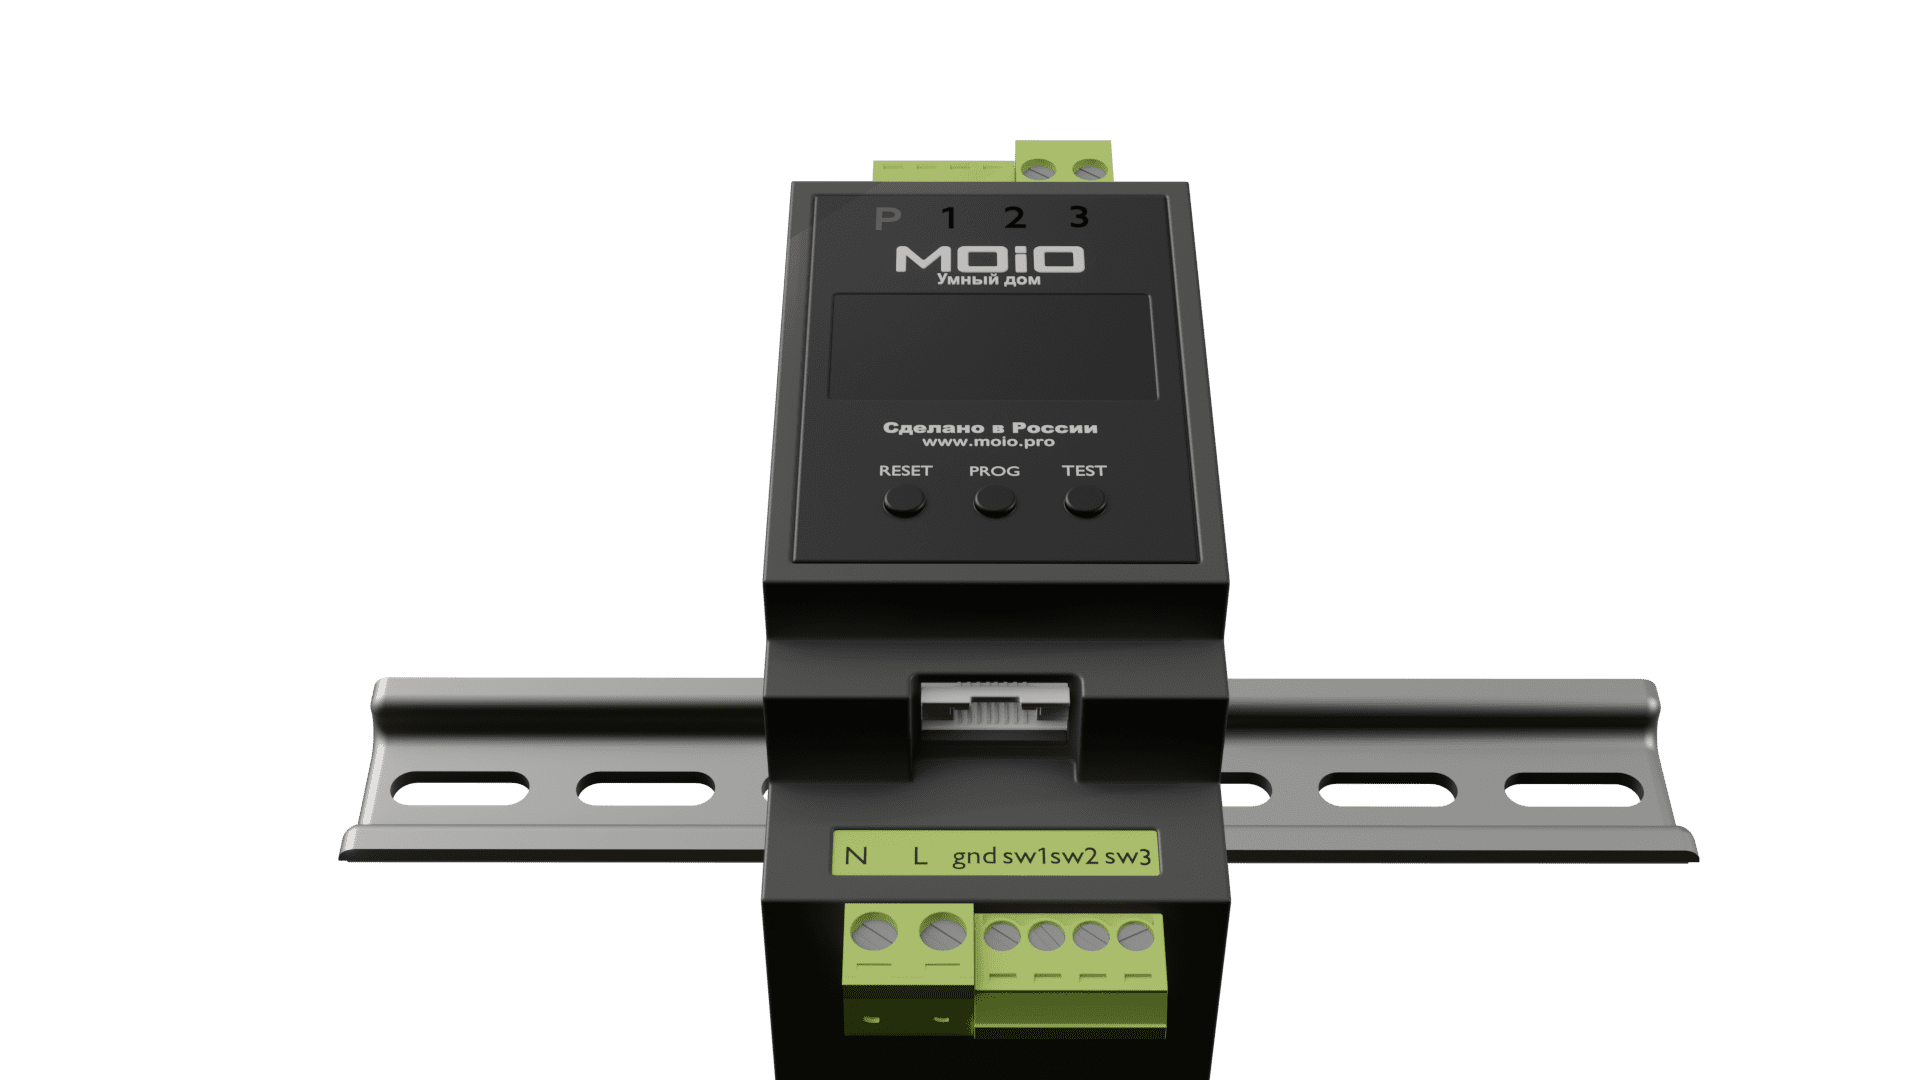 P 1 2 3
MOiO
Умный дом
Сделано в России
www.moio.pro
RESET PROG TEST
N L gnd sw1 sw2 sw3